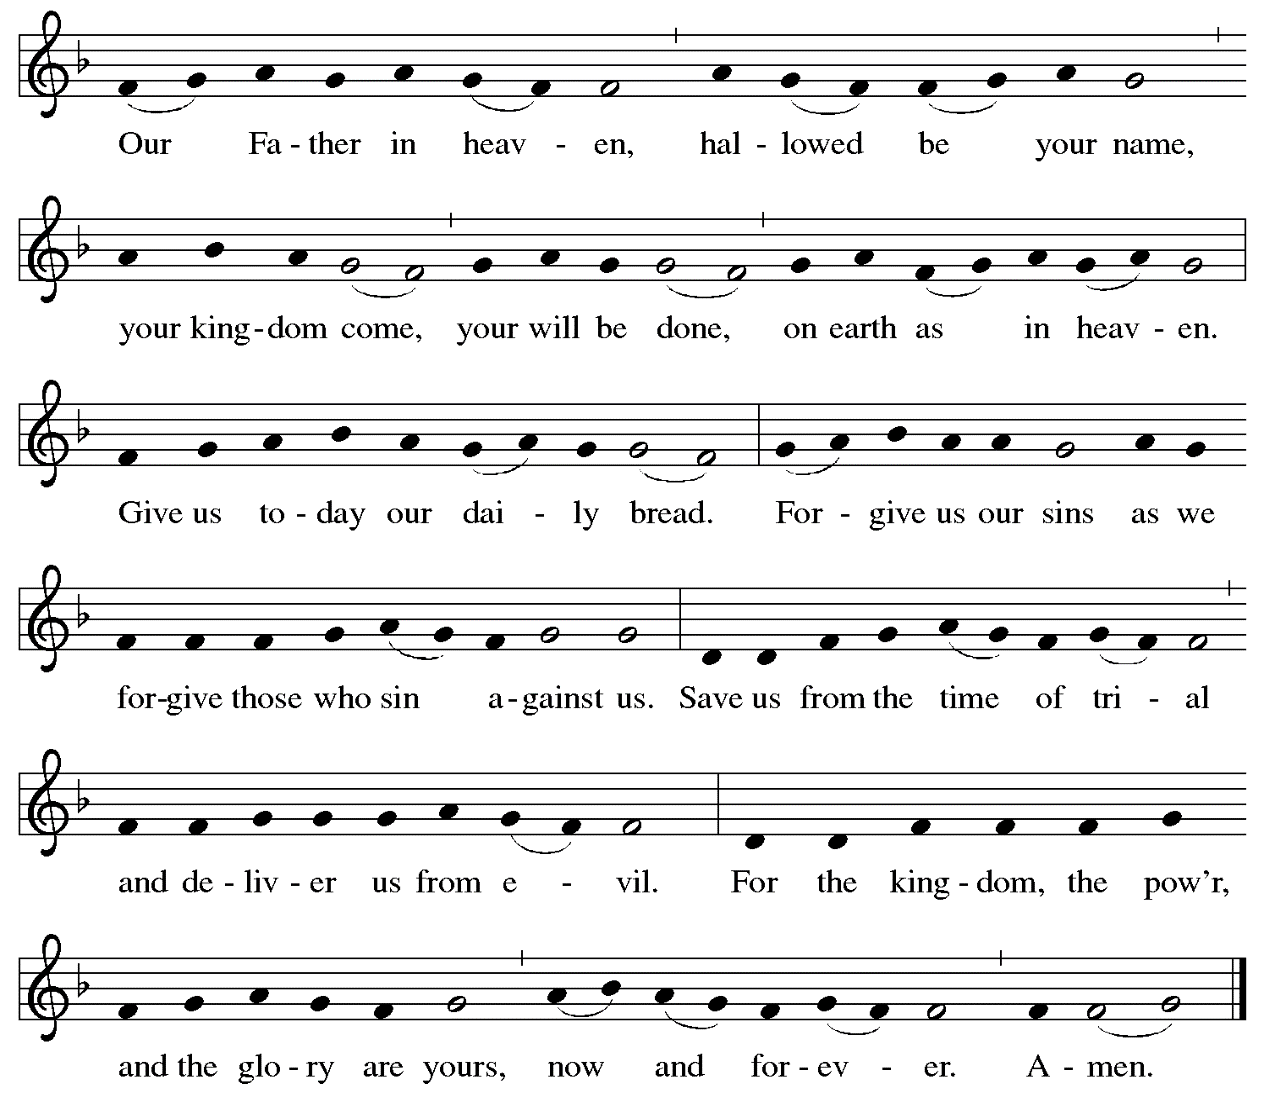 Our Fa - ther in heav - en, hal - lowed be your name,
your king - dom come, your will be done, on earth as in heav - en.
Give us to - day our dai - ly bread. For - give us our sins as we
for - give those who sin a - gainst us. Save us from the time of tri - al
and de - liv - er us from e - vil. For the king - dom, the pow’r,
and the glo - ry are yours, now and for - ev - er. A - men.